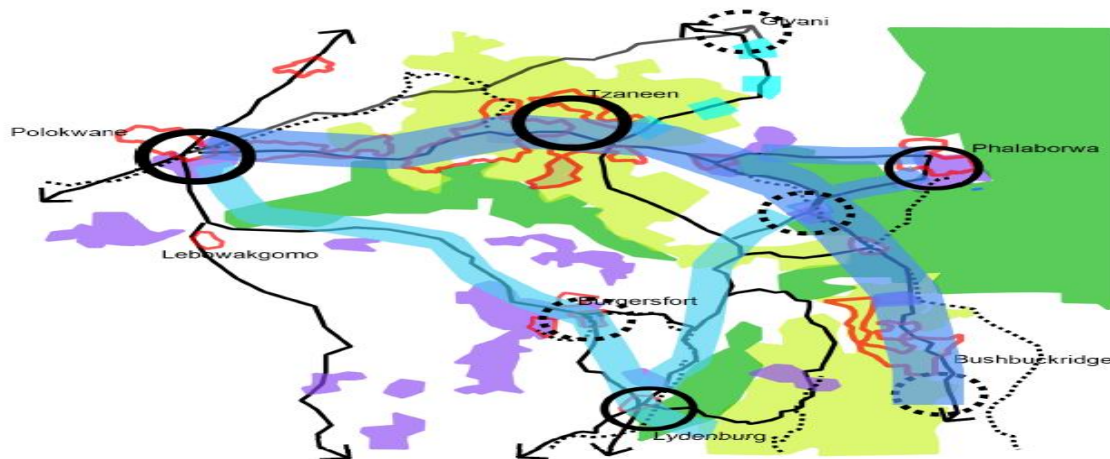 Giyani
Tzaneen
Polokwane
Phalaborwa
Lebowakgomo
Burgersfort
Bushbuckridge
Lydenburg